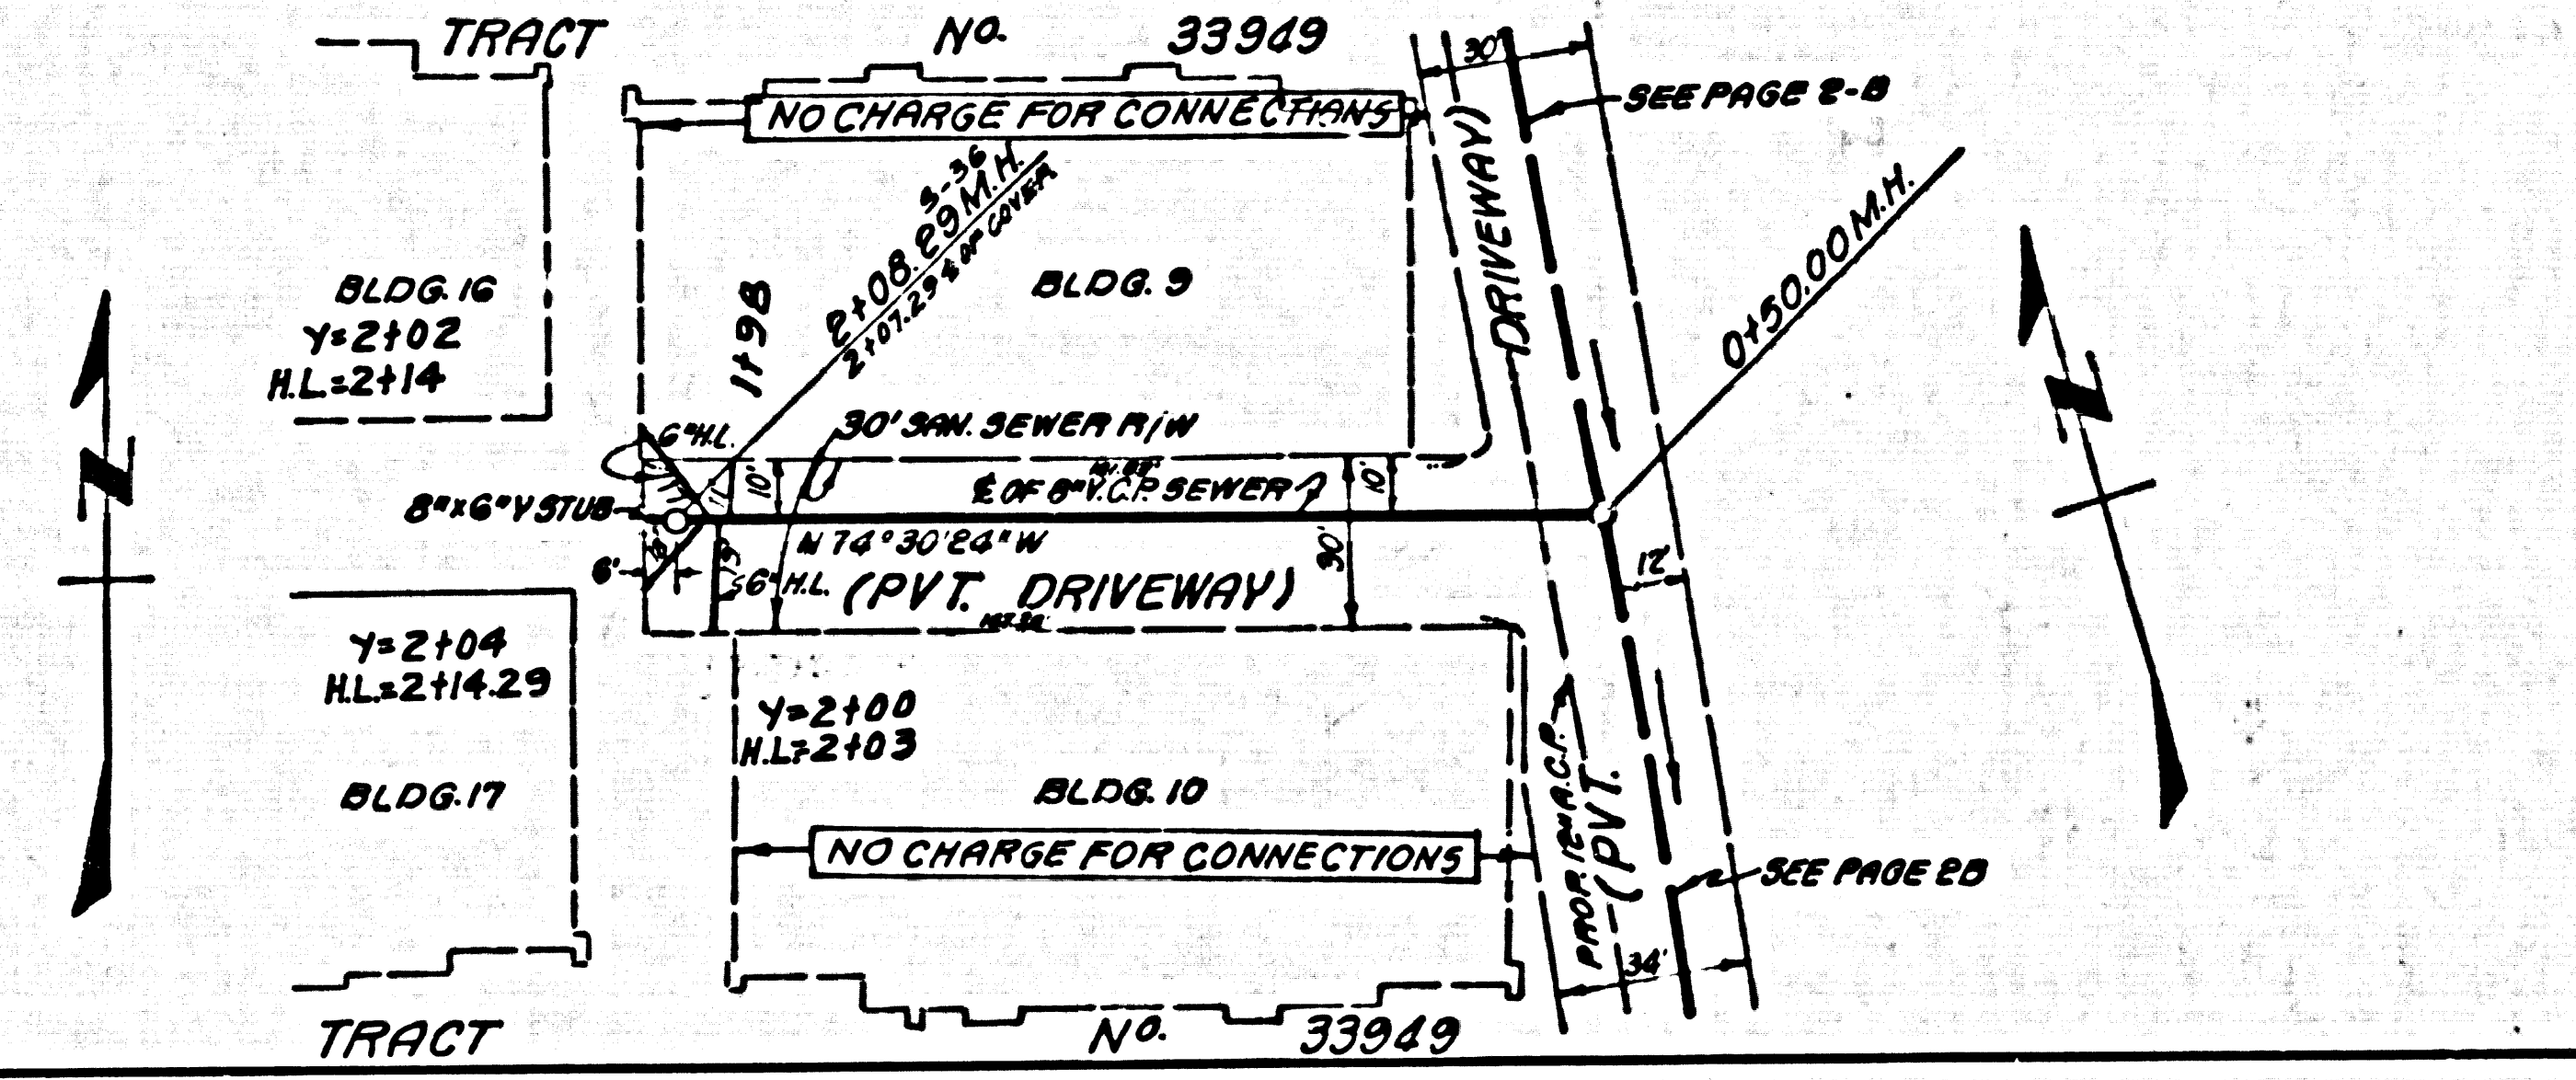 TRACT No. 33949
NO CHARGE FOR CONNECTIONS
30'
SEE PAGE 2-B
(DRIVEWAY)
S-36
2+08.29 M.H.
2+07.29 ℄ OF COVER
0+50.00 M.H.
BLDG. 16
Y=2+02
H.L.=2+14
1+98
BLDG. 9
6" H.L.
30' SAN. SEWER R/W
10'
℄ OF 8" V.C.P. SEWER
10'
8"x6" Y STUB
N 74°30'24" W
6'
6" H.L.
(PVT. DRIVEWAY)
30'
12'
Y=2+04
H.L.=2+14.29
BLDG. 17
Y=2+00
H.L.=2+03
BLDG. 10
NO CHARGE FOR CONNECTIONS
PROP. 12" A.C.P.
(PVT.
SEE PAGE 2B
34'
TRACT No. 33949
N
N